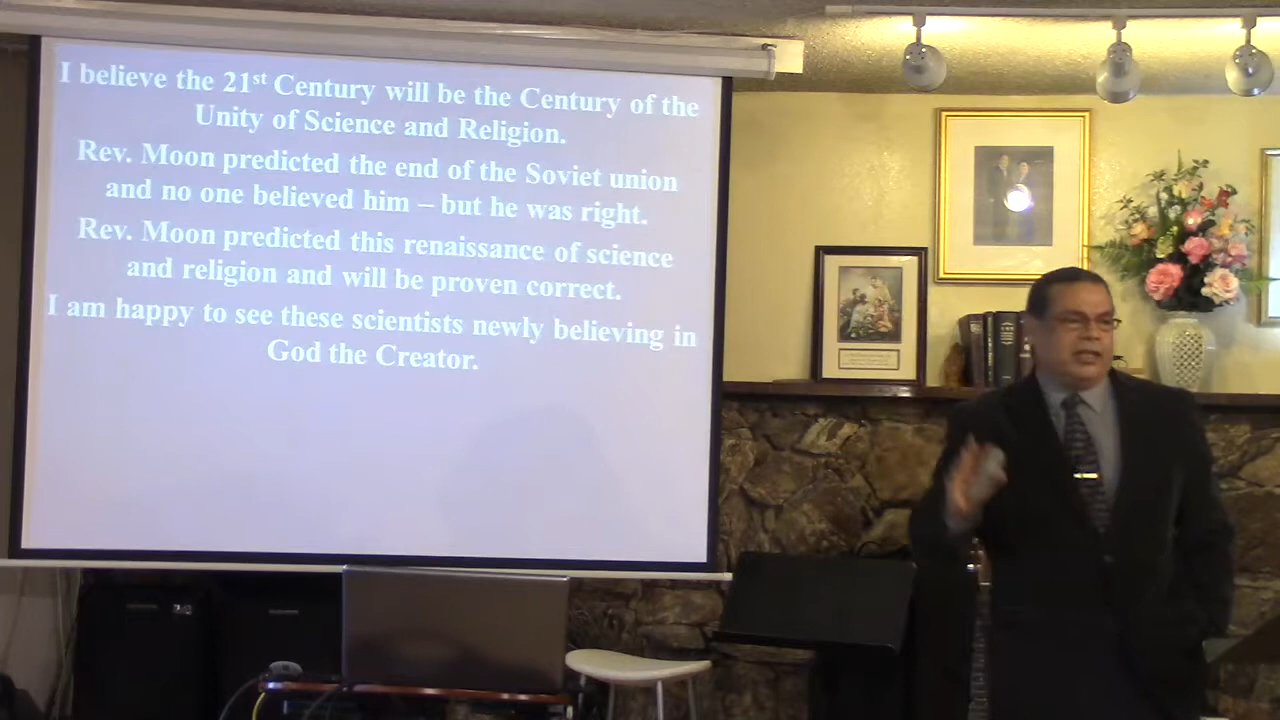 I believe the 21st Century will be the Century of the
Unity of Science and Religion.
Rev. Moon predicted the end of the Soviet union
and no one believed him – but he was right.
Rev. Moon predicted this renaissance of science
and religion and will be proven correct.
I am happy to see these scientists newly believing in
God the Creator.